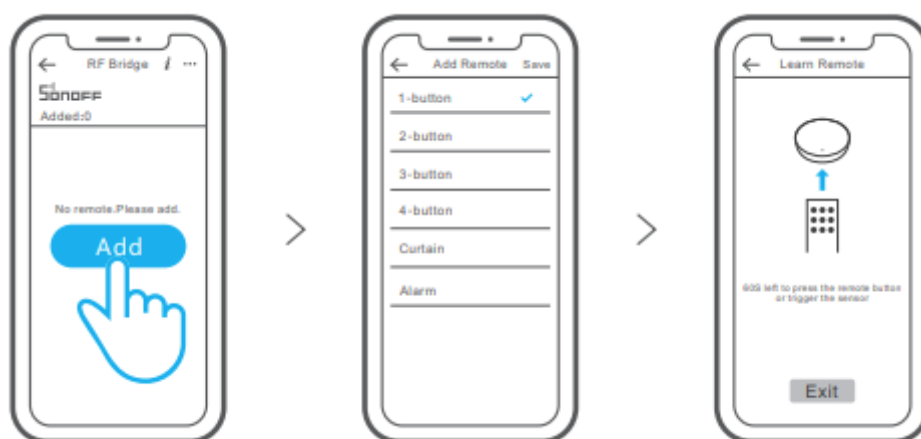 RF Bridge i ...
SonoFF
Added:0
No remote.Please add.
Add
Add Remote Save
1-button
2-button
3-button
4-button
Curtain
Alarm
Learn Remote
60S left to press the remote button
or trigger the sensor
Exit